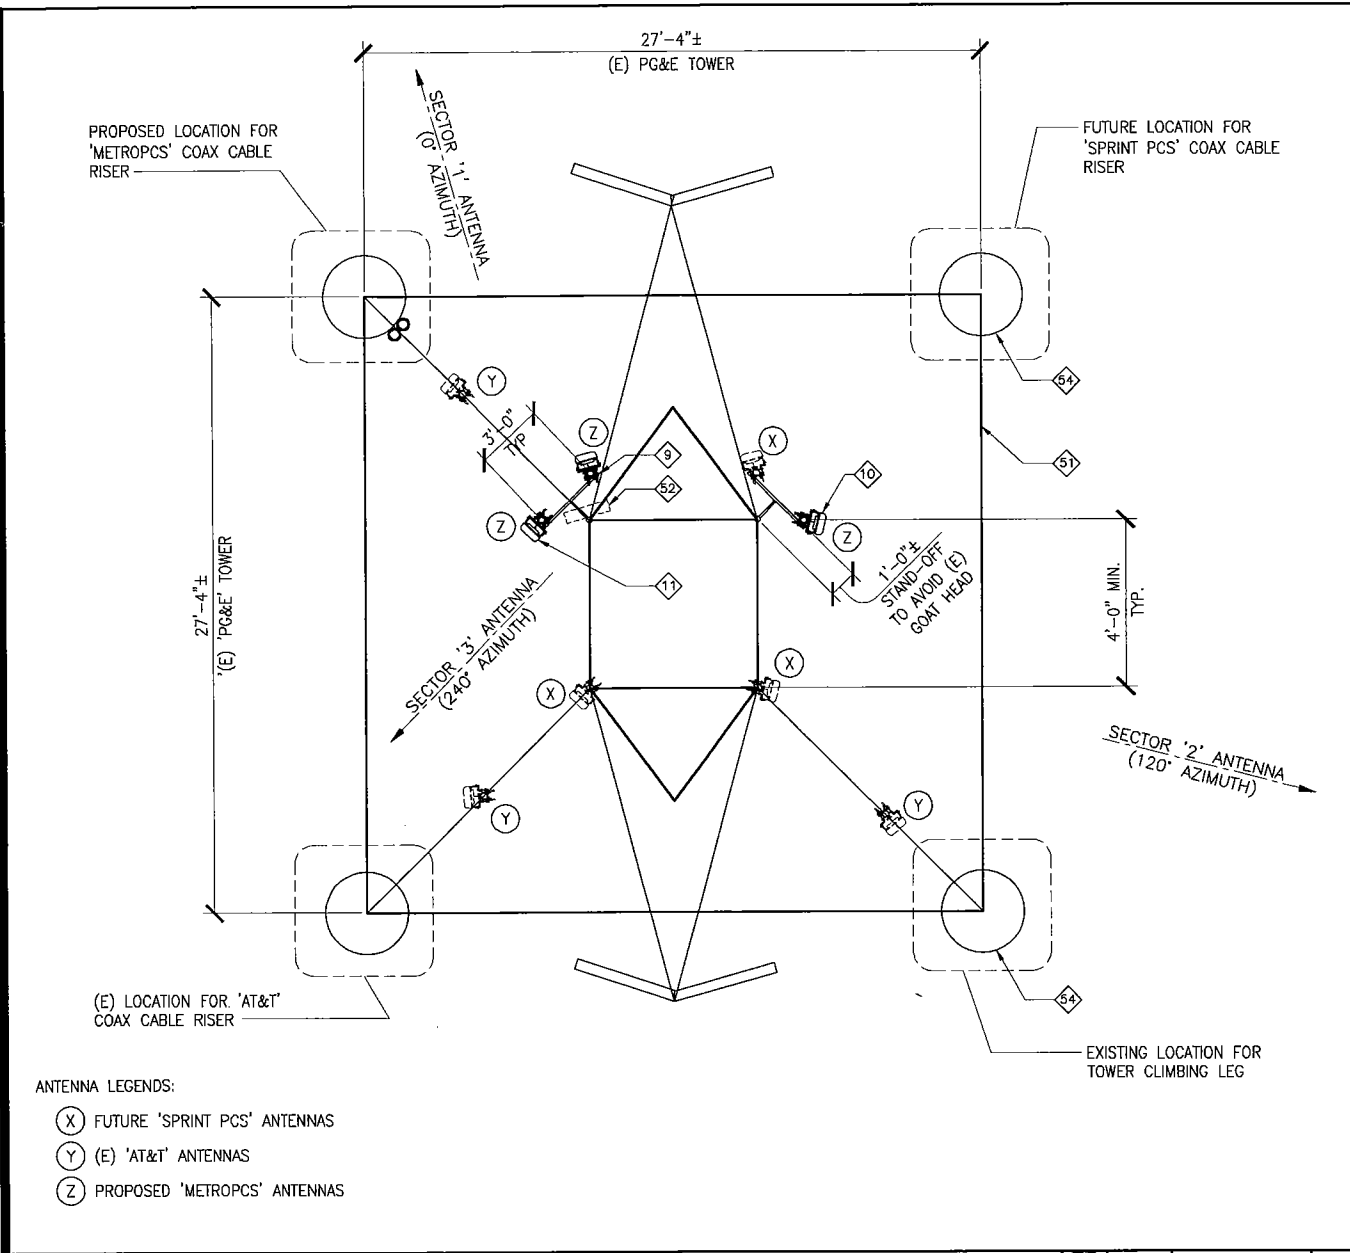 27'-4"±
(E) PG&E TOWER
SECTOR '1' ANTENNA
(0° AZIMUTH)
PROPOSED LOCATION FOR
'METROPCS' COAX CABLE
RISER
FUTURE LOCATION FOR
'SPRINT PCS' COAX CABLE
RISER
54
Y
3'-0"
TYP
Z
9
X
10
51
52
Z
Z
11
1'-0"±
STAND-OFF
TO AVOID (E)
GOAT HEAD
4'-0" MIN.
TYP.
27'-4"±
'(E) 'PG&E' TOWER
SECTOR '3' ANTENNA
(240° AZIMUTH)
X
X
SECTOR '2' ANTENNA
(120° AZIMUTH)
Y
Y
(E) LOCATION FOR. 'AT&T'
COAX CABLE RISER
54
EXISTING LOCATION FOR
TOWER CLIMBING LEG
ANTENNA LEGENDS:
X FUTURE 'SPRINT PCS' ANTENNAS
Y (E) 'AT&T' ANTENNAS
Z PROPOSED 'METROPCS' ANTENNAS